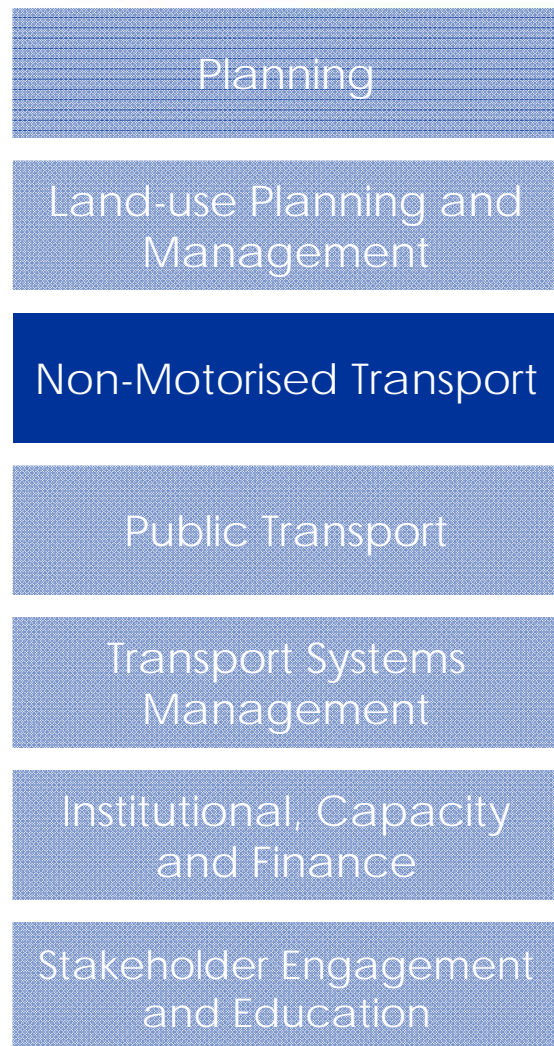 Planning
Land-use Planning and
Management
Non-Motorised Transport
Public Transport
Transport Systems
Management
Institutional, Capacity
and Finance
Stakeholder Engagement
and Education